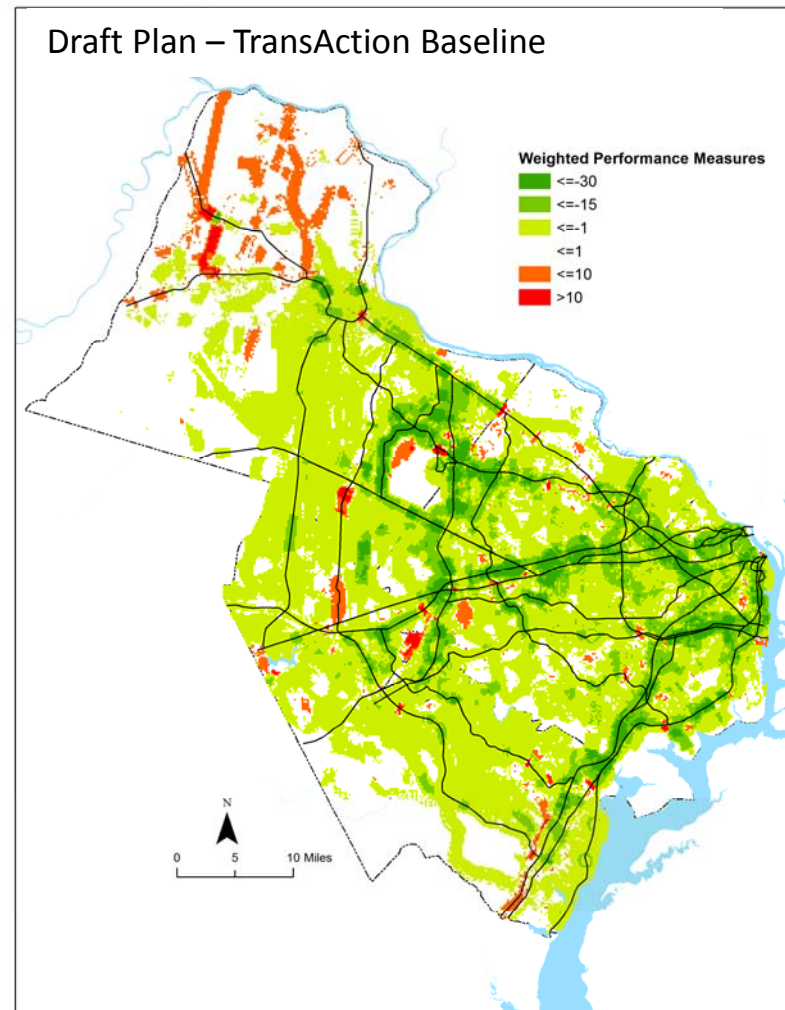 Draft Plan – TransAction Baseline
Weighted Performance Measures
<=-30
<=-15
<=-1
<=1
<=10
>10
N
0 5 10 Miles